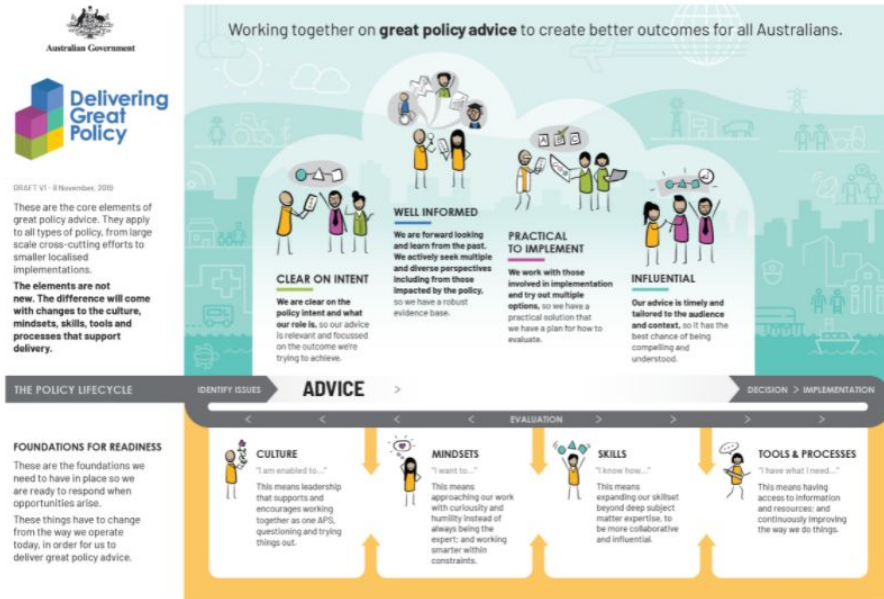 Australian Government
Delivering
Great
Policy
DRAFT V1 - 8 November, 2019
These are the core elements of
great policy advice. They apply
to all types of policy, from large
scale cross-cutting efforts to
smaller localised
implementations.
The elements are not
new. The difference will come
with changes to the culture,
mindsets, skills, tools and
processes that support
delivery.
Working together on great policy advice to create better outcomes for all Australians.
CLEAR ON INTENT
We are clear on the
policy intent and what
our role is, so our advice
is relevant and focussed
on the outcome we're
trying to achieve.
WELL INFORMED
We are forward looking
and learn from the past.
We actively seek multiple
and diverse perspectives
including from those
impacted by the policy,
so we have a robust
evidence base.
A B C
PRACTICAL
TO IMPLEMENT
We work with those
involved in implementation
and try out multiple
options, so we have a
practical solution that
we have a plan for how to
evaluate.
INFLUENTIAL
Our advice is timely and
tailored to the audience
and context, so it has the
best chance of being
compelling and
understood.
THE POLICY LIFECYCLE
IDENTIFY ISSUES
ADVICE >
DECISION > IMPLEMENTATION
< < < < EVALUATION > > > >
FOUNDATIONS FOR READINESS
These are the foundations we
need to have in place so we
are ready to respond when
opportunities arise.
These things have to change
from the way we operate
today, in order for us to
deliver great policy advice.
CULTURE
"I am enabled to..."
This means leadership
that supports and
encourages working
together as one APS,
questioning and trying
things out.
MINDSETS
"I want to..."
This means
approaching our work
with curiosity and
humility instead of
always being the
expert; and working
smarter within
constraints.
SKILLS
"I know how..."
This means
expanding our skillset
beyond deep subject
matter expertise, to
be more collaborative
and influential.
TOOLS & PROCESSES
"I have what I need..."
This means having
access to information
and resources; and
continuously improving
the way we do things.